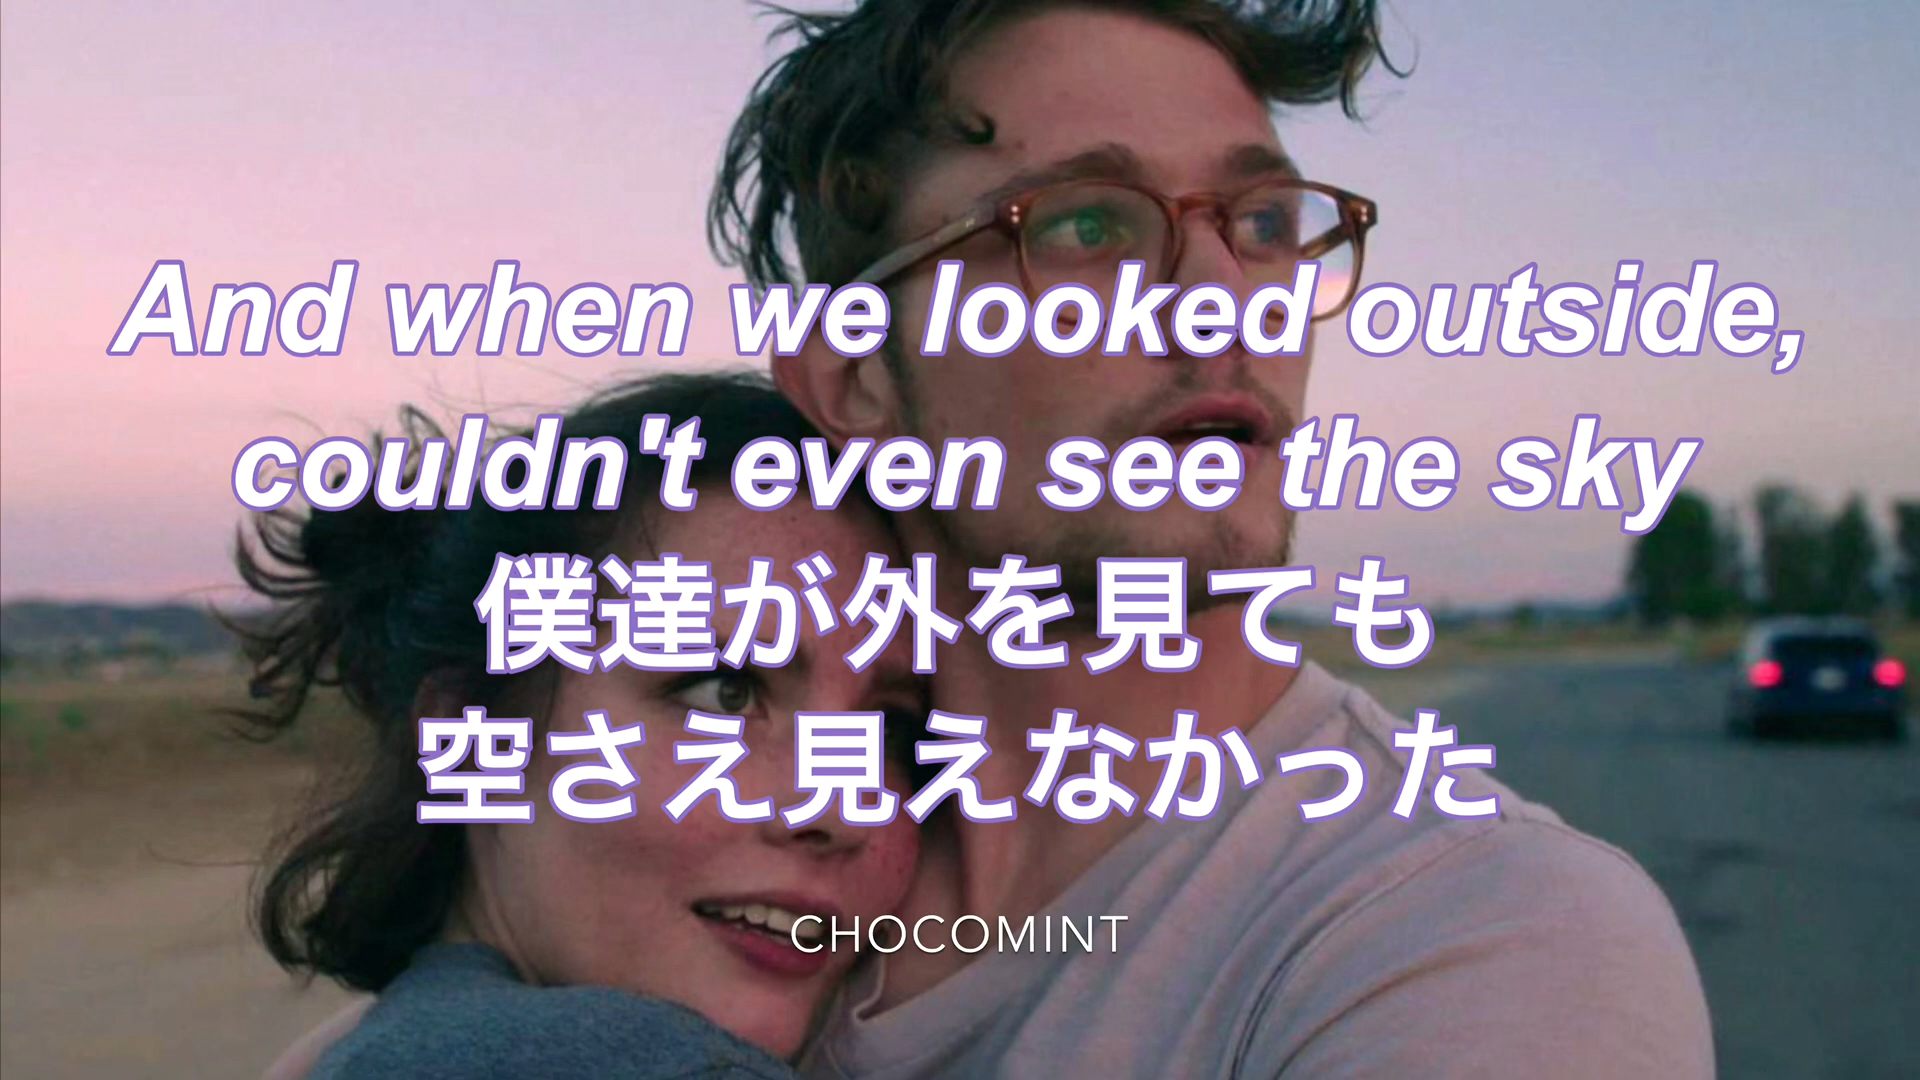 And when we looked outside,
couldn't even see the sky
僕達が外を見ても
空さえ見えなかった
CHOCOMINT